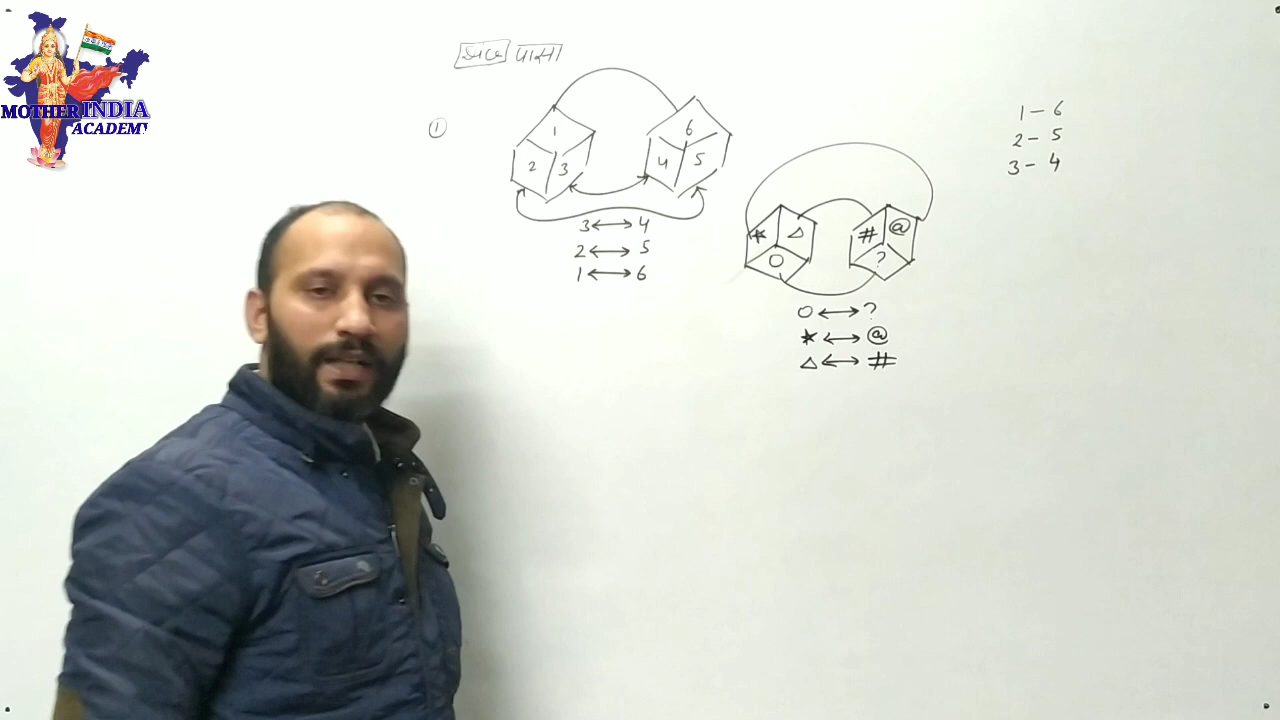 MOTHER INDIA
ACADEMY
①
1
2 3
6
4 5
3 ↔ 4
2 ↔ 5
1 ↔ 6
★ △
○
# @
?
○ ↔ ?
★ ↔ @
△ ↔ #
1 – 6
2 – 5
3 – 4